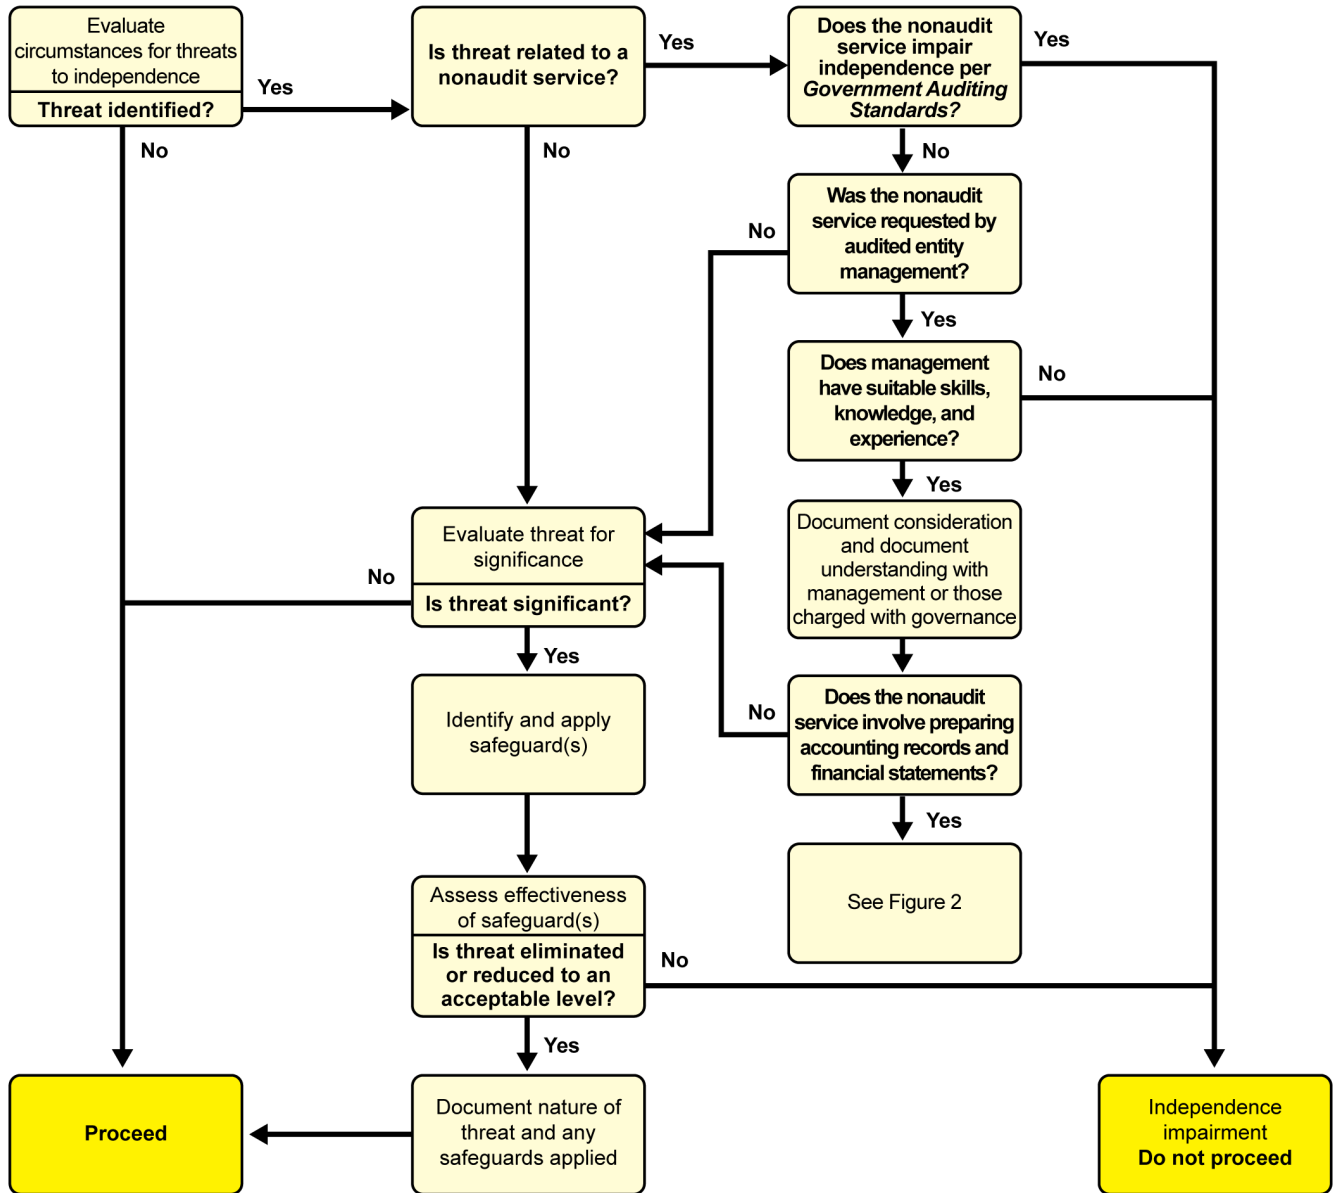 Evaluate
circumstances for threats
to independence
Threat identified?
Yes
No
Is threat related to a
nonaudit service?
Yes
No
Does the nonaudit
service impair
independence per
Government Auditing
Standards?
Yes
No
Was the nonaudit
service requested by
audited entity
management?
No
Yes
Does management
have suitable skills,
knowledge, and
experience?
No
Yes
Document consideration
and document
understanding with
management or those
charged with governance
Does the nonaudit
service involve preparing
accounting records and
financial statements?
No
Yes
See Figure 2
Evaluate threat for
significance
Is threat significant?
No
Yes
Identify and apply
safeguard(s)
Assess effectiveness
of safeguard(s)
Is threat eliminated
or reduced to an
acceptable level?
No
Yes
Document nature of
threat and any
safeguards applied
Proceed
Independence
impairment
Do not proceed